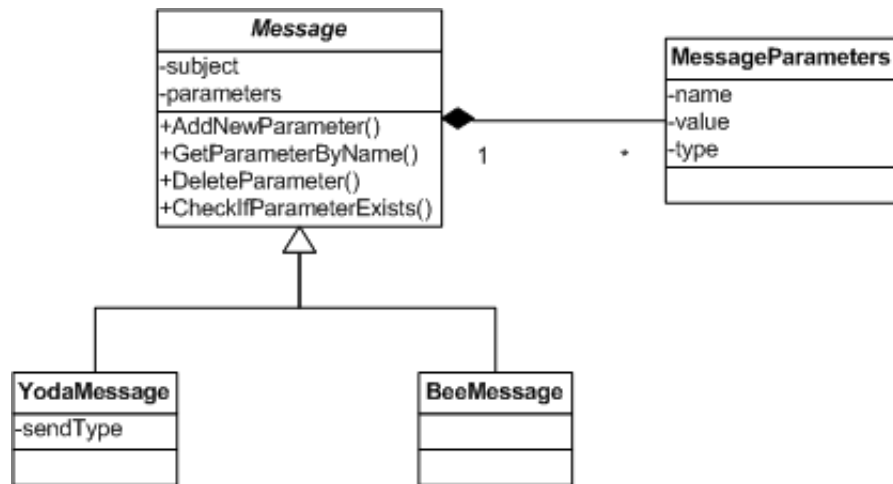 Message
-subject
-parameters
+AddNewParameter()
+GetParameterByName()
+DeleteParameter()
+CheckIfParameterExists()
1
*
MessageParameters
-name
-value
-type
YodaMessage
-sendType
BeeMessage